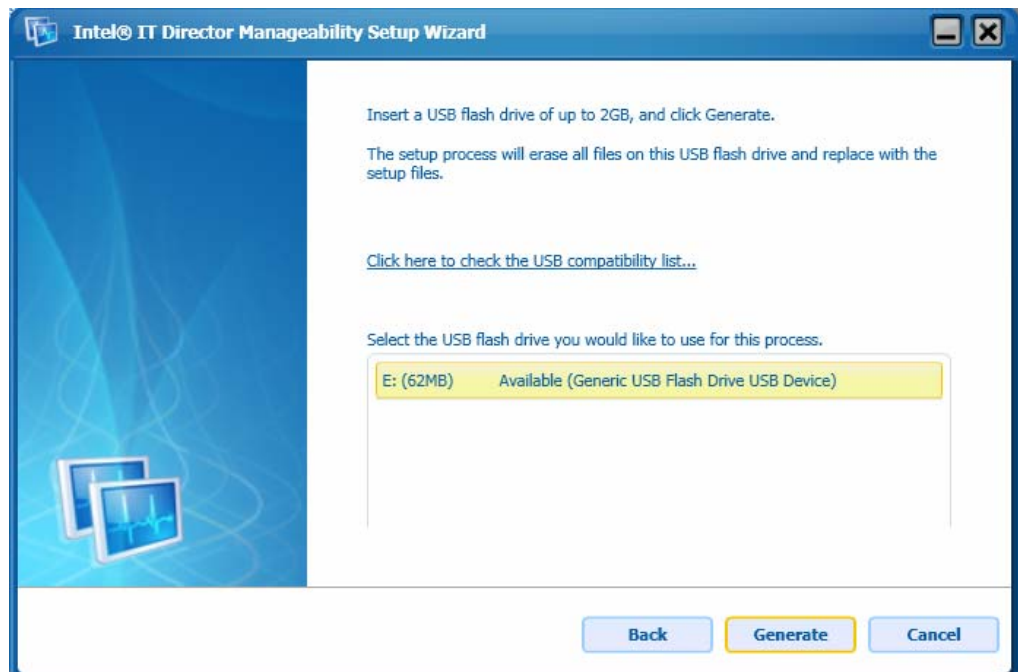 Intel® IT Director Manageability Setup Wizard
Insert a USB flash drive of up to 2GB, and click Generate.
The setup process will erase all files on this USB flash drive and replace with the
setup files.
Click here to check the USB compatibility list...
Select the USB flash drive you would like to use for this process.
E: (62MB) Available (Generic USB Flash Drive USB Device)
Back Generate Cancel